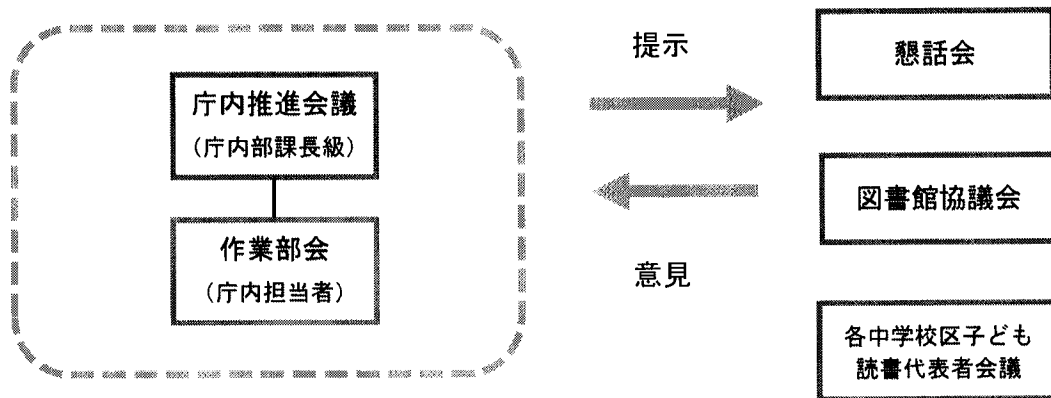 庁内推進会議
（庁内部課長級）
作業部会
（庁内担当者）
提示
意見
懇話会
図書館協議会
各中学校区子ども
読書代表者会議